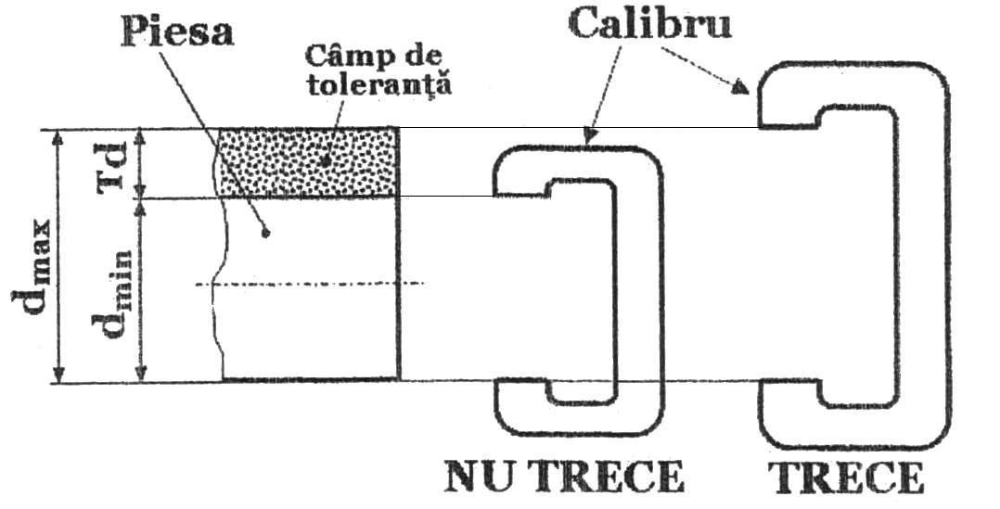 Piesa
Calibru
Câmp de
toleranță
Td
dmax
dmin
NU TRECE
TRECE